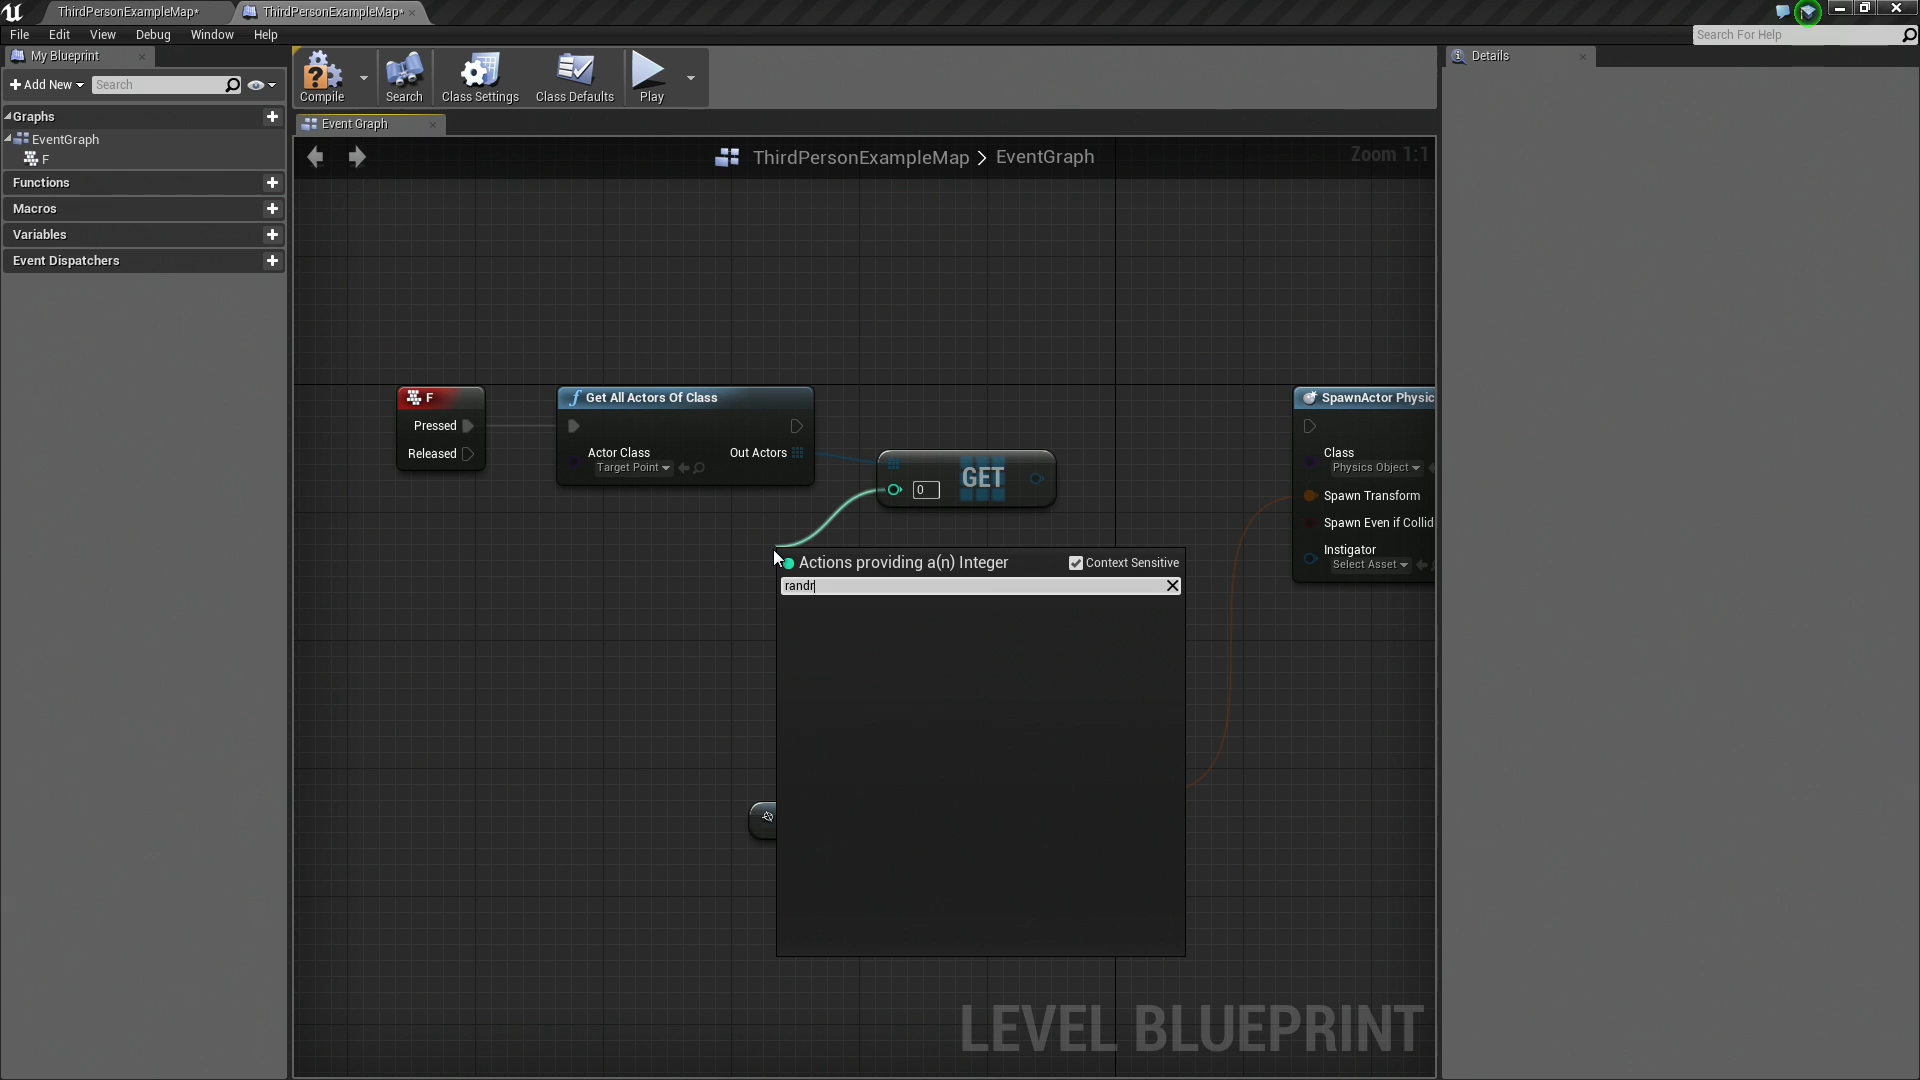 ThirdPersonExampleMap*
ThirdPersonExampleMap*
File Edit View Debug Window Help
Search For Help
My Blueprint
Add New
Search
Graphs
EventGraph
F
Functions
Macros
Variables
Event Dispatchers
Compile
Search
Class Settings
Class Defaults
Play
Event Graph
ThirdPersonExampleMap > EventGraph
Zoom 1:1
Details
F
Pressed
Released
Get All Actors Of Class
Actor Class
Target Point
Out Actors
0
GET
SpawnActor Physic
Class
Physics Object
Spawn Transform
Spawn Even if Collid
Instigator
Select Asset
Actions providing a(n) Integer
Context Sensitive
randr
LEVEL BLUEPRINT